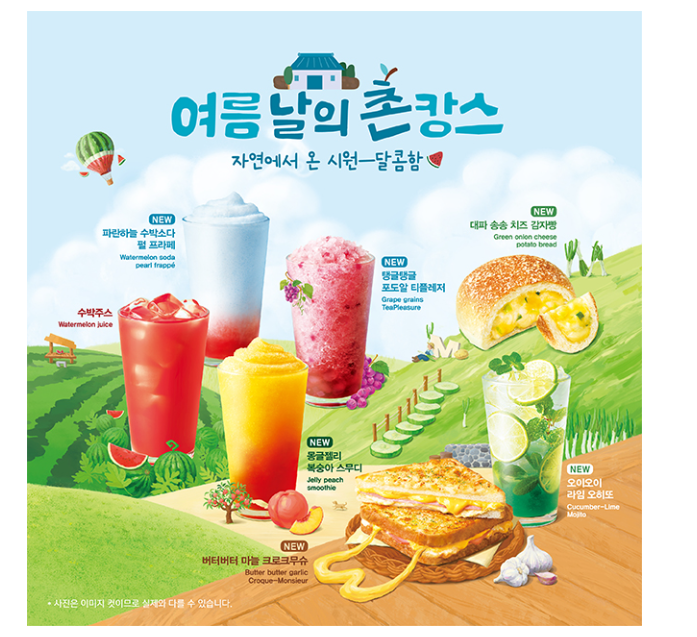 여름날의 촌캉스
자연에서 온 시원—달콤함
NEW
파란하늘 수박소다
펄 프라페
Watermelon soda
pearl frappé
NEW
대파 송송 치즈 감자빵
Green onion cheese
potato bread
NEW
탱글탱글
포도알 티플레저
Grape grains
TeaPleasure
수박주스
Watermelon juice
NEW
몽글젤리
복숭아 스무디
Jelly peach
smoothie
NEW
오이오이
라임 오히또
Cucumber-Lime
Mojito
NEW
버터버터 마늘 크로크무슈
Butter butter garlic
Croque-Monsieur
• 사진은 이미지 컷이므로 실제와 다를 수 있습니다.